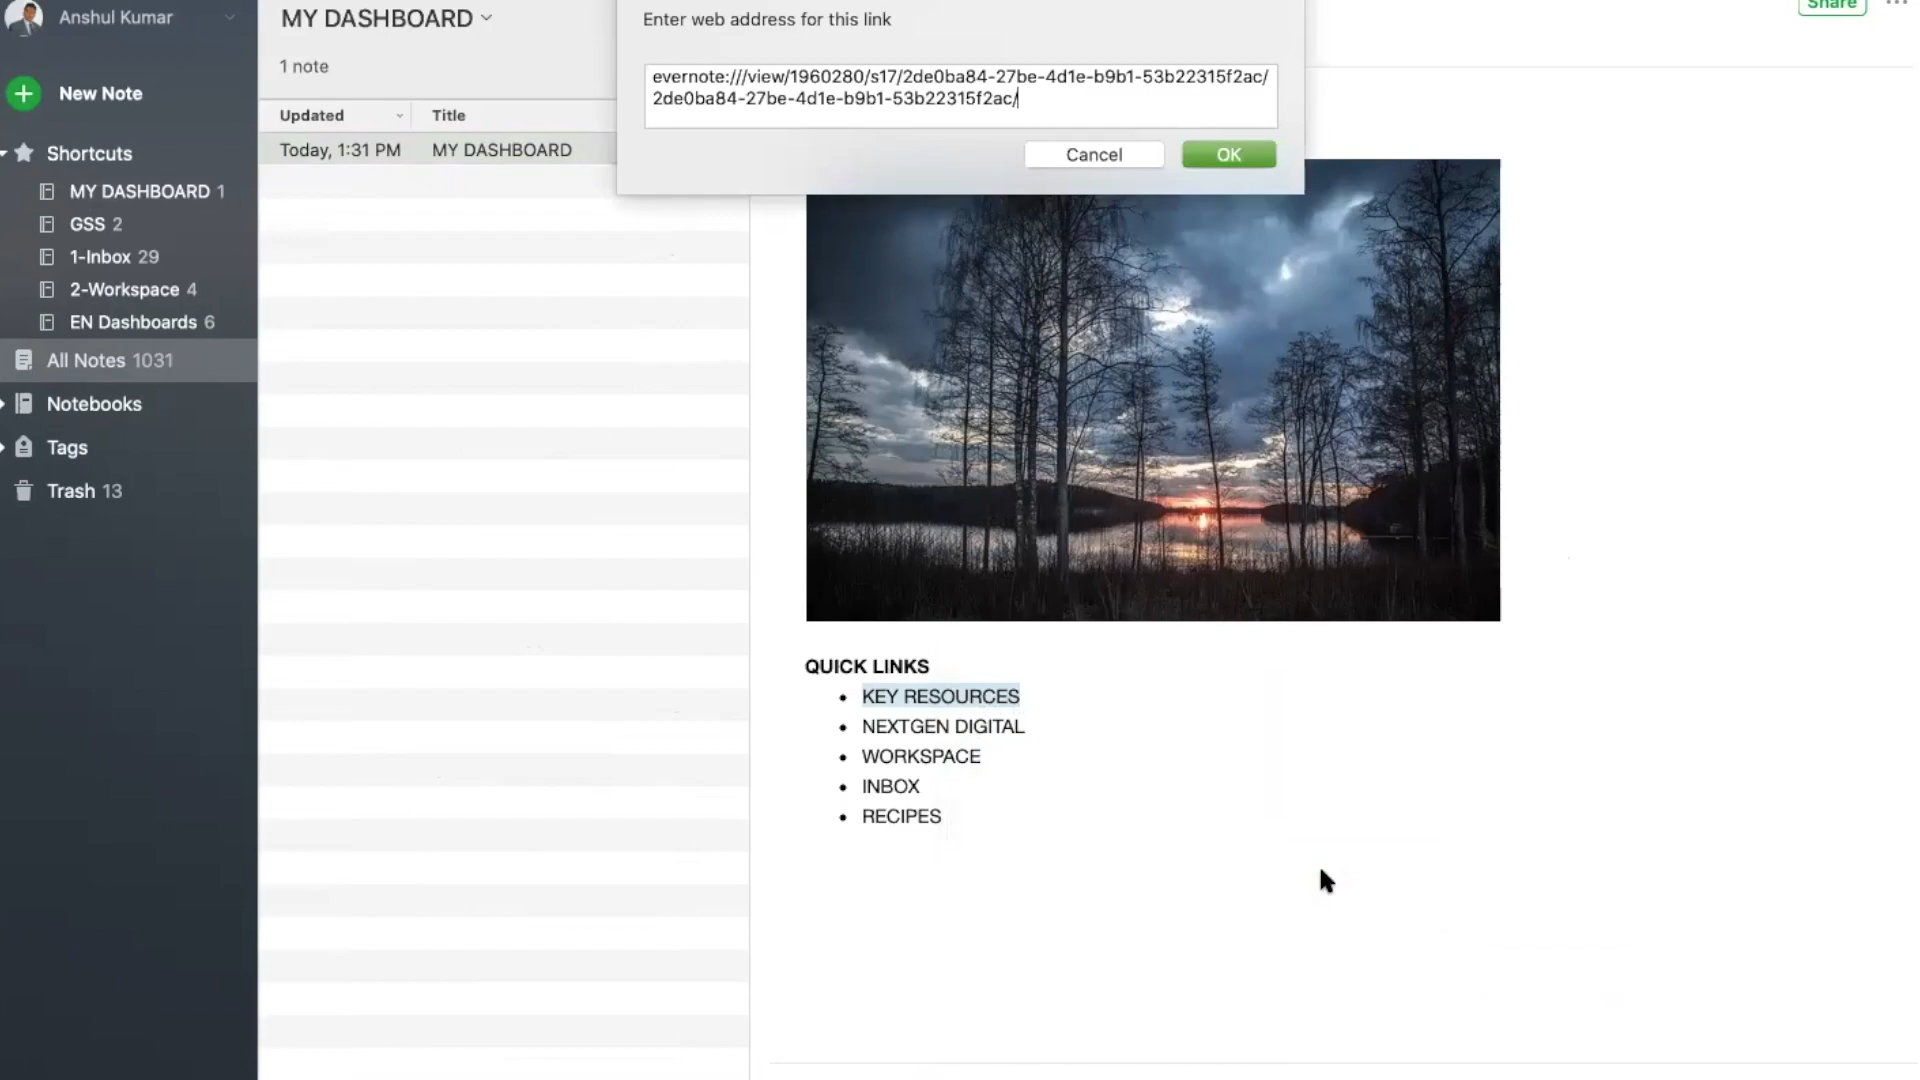 Anshul Kumar
New Note
Shortcuts
MY DASHBOARD 1
GSS 2
1-Inbox 29
2-Workspace 4
EN Dashboards 6
All Notes 1031
Notebooks
Tags
Trash 13
MY DASHBOARD
1 note
Updated Title
Today, 1:31 PM MY DASHBOARD
Enter web address for this link
evernote:///view/1960280/s17/2de0ba84-27be-4d1e-b9b1-53b22315f2ac/
2de0ba84-27be-4d1e-b9b1-53b22315f2ac/
Cancel OK
Share
QUICK LINKS
• KEY RESOURCES
• NEXTGEN DIGITAL
• WORKSPACE
• INBOX
• RECIPES